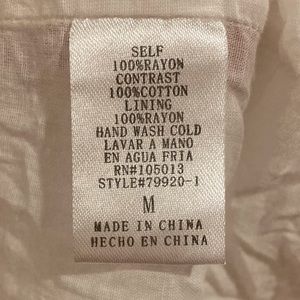 SELF
100%RAYON
CONTRAST
100%COTTON
LINING
100%RAYON
HAND WASH COLD
LAVAR A MANO
EN AGUA FRIA
RN#105013
STYLE#79920-1
M
MADE IN CHINA
HECHO EN CHINA